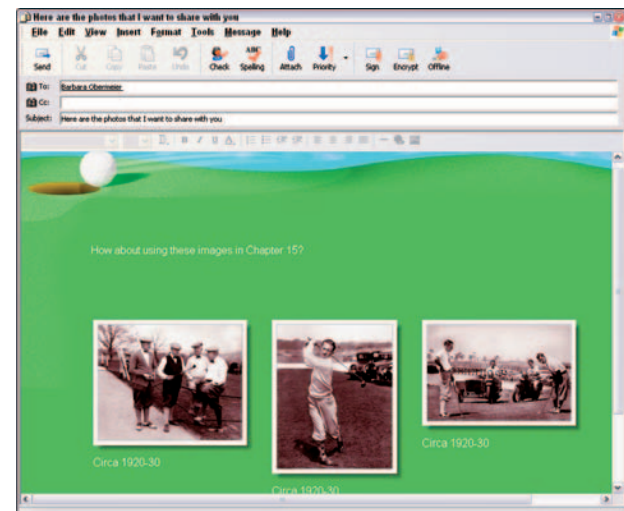 Here are the photos that I want to share with you
File Edit View Insert Format Tools Message Help
ABC
Send Cut Copy Paste Undo Check Spelling Attach Priority Sign Encrypt Offline
To: Barbara Obermeier
Cc:
Subject: Here are the photos that I want to share with you
B I U A
How about using these images in Chapter 15?
Circa 1920-30
Circa 1920-30
Circa 1920-30